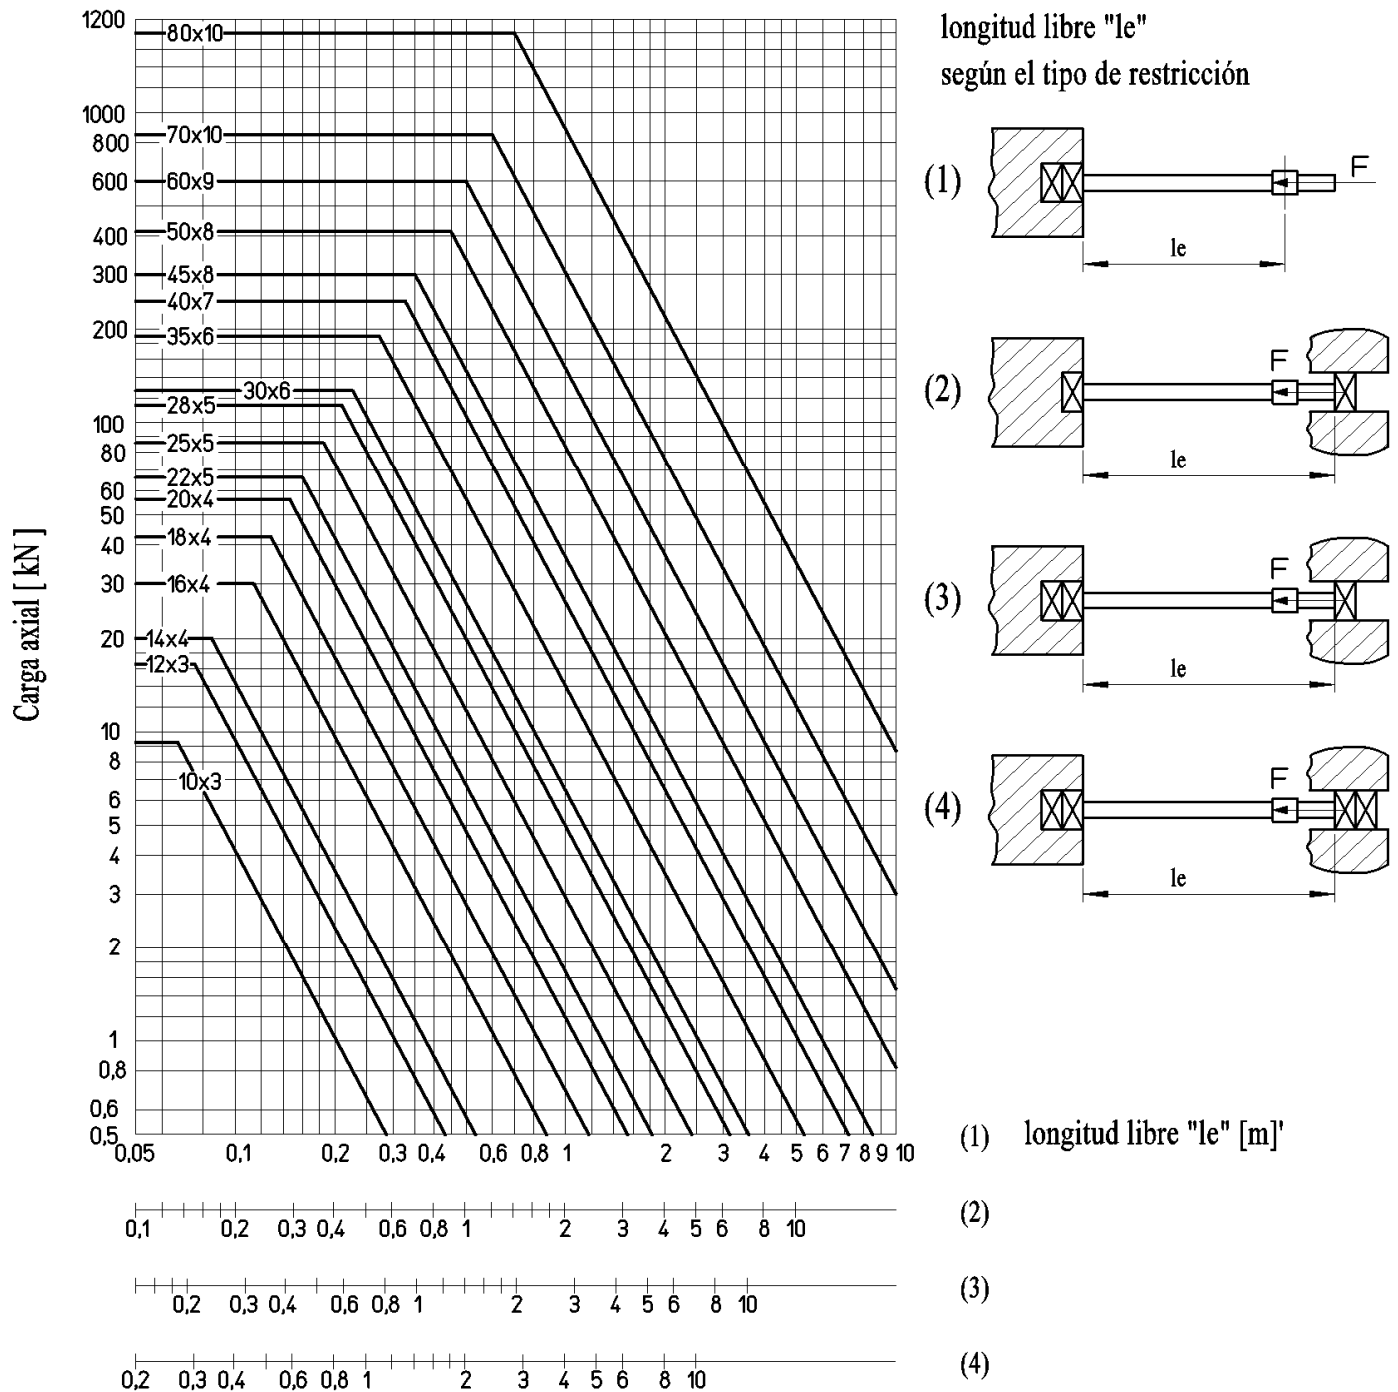 longitud libre "le"
según el tipo de restricción
Carga axial [ kN ]
1200
1000
800
600
400
300
200
100
80
60
50
40
30
20
10
8
6
5
4
3
2
1
0,8
0,6
0,5
80x10
70x10
60x9
50x8
45x8
40x7
35x6
30x6
28x5
25x5
22x5
20x4
18x4
16x4
14x4
12x3
10x3
(1)
F
le
(2)
F
le
(3)
F
le
(4)
F
le
0,05 0,1 0,2 0,3 0,4 0,6 0,8 1 2 3 4 5 6 7 8 9 10
(1) longitud libre "le" [m]'
0,1 0,2 0,3 0,4 0,6 0,8 1 2 3 4 5 6 8 10
(2)
0,2 0,3 0,4 0,6 0,8 1 2 3 4 5 6 8 10
(3)
0,2 0,3 0,4 0,6 0,8 1 2 3 4 5 6 8 10
(4)